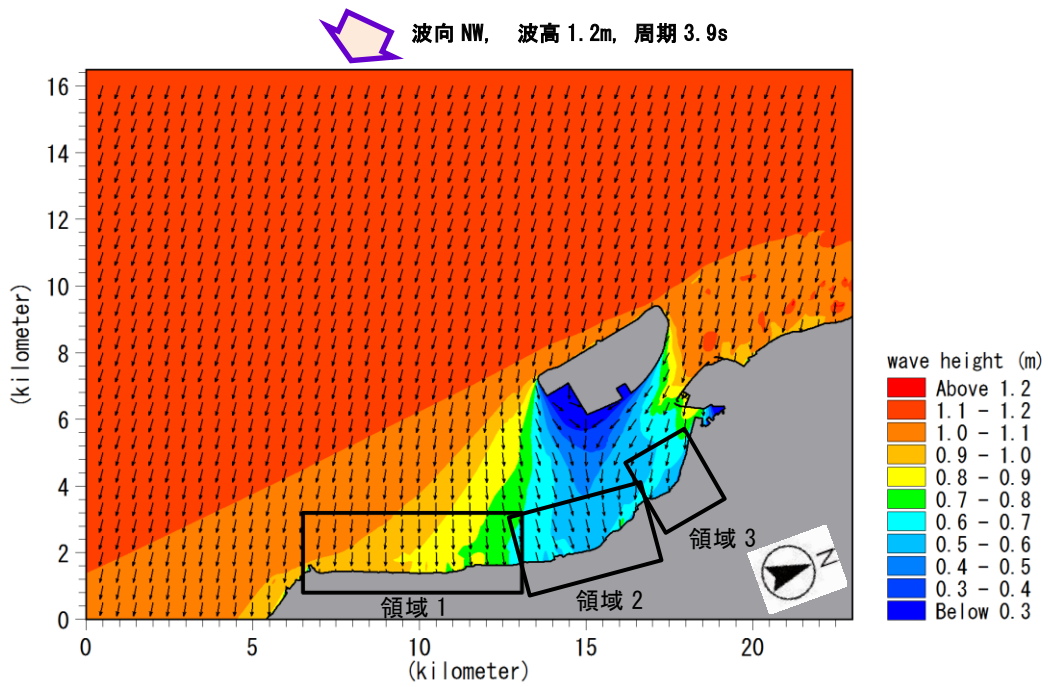 波向 NW, 波高 1.2m, 周期 3.9s
16
14
12
10
8
6
4
2
0
(kilometer)
0
5
10
15
20
(kilometer)
領域 1
領域 2
領域 3
N
wave height (m)
Above 1.2
1.1 - 1.2
1.0 - 1.1
0.9 - 1.0
0.8 - 0.9
0.7 - 0.8
0.6 - 0.7
0.5 - 0.6
0.4 - 0.5
0.3 - 0.4
Below 0.3